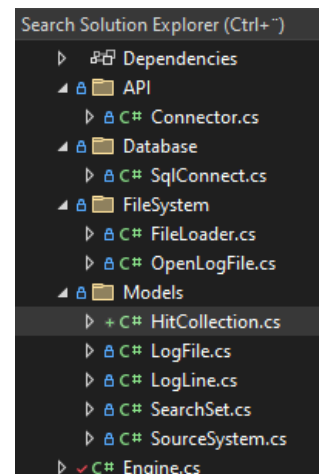 Search Solution Explorer (Ctrl+¨)
Dependencies
API
C# Connector.cs
Database
C# SqlConnect.cs
FileSystem
C# FileLoader.cs
C# OpenLogFile.cs
Models
+ C# HitCollection.cs
C# LogFile.cs
C# LogLine.cs
C# SearchSet.cs
C# SourceSystem.cs
C# Engine.cs